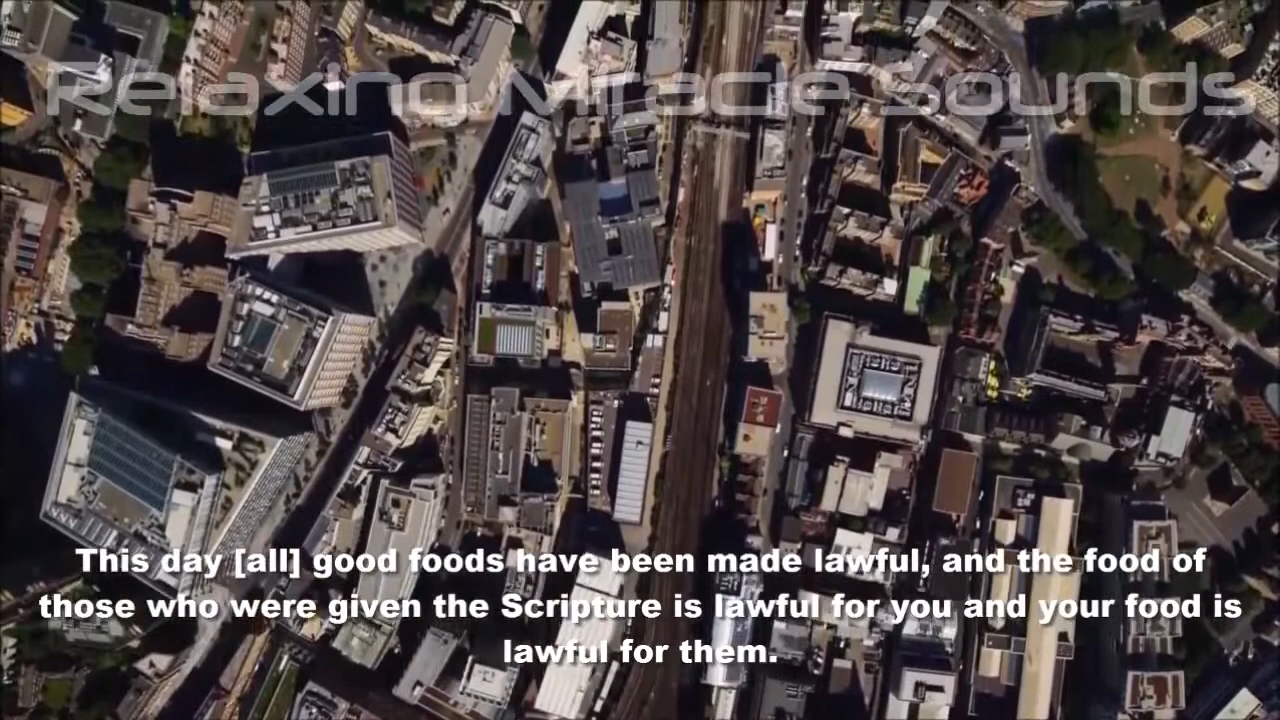 Relaxing Miracle Sounds
This day [all] good foods have been made lawful, and the food of
those who were given the Scripture is lawful for you and your food is
lawful for them.